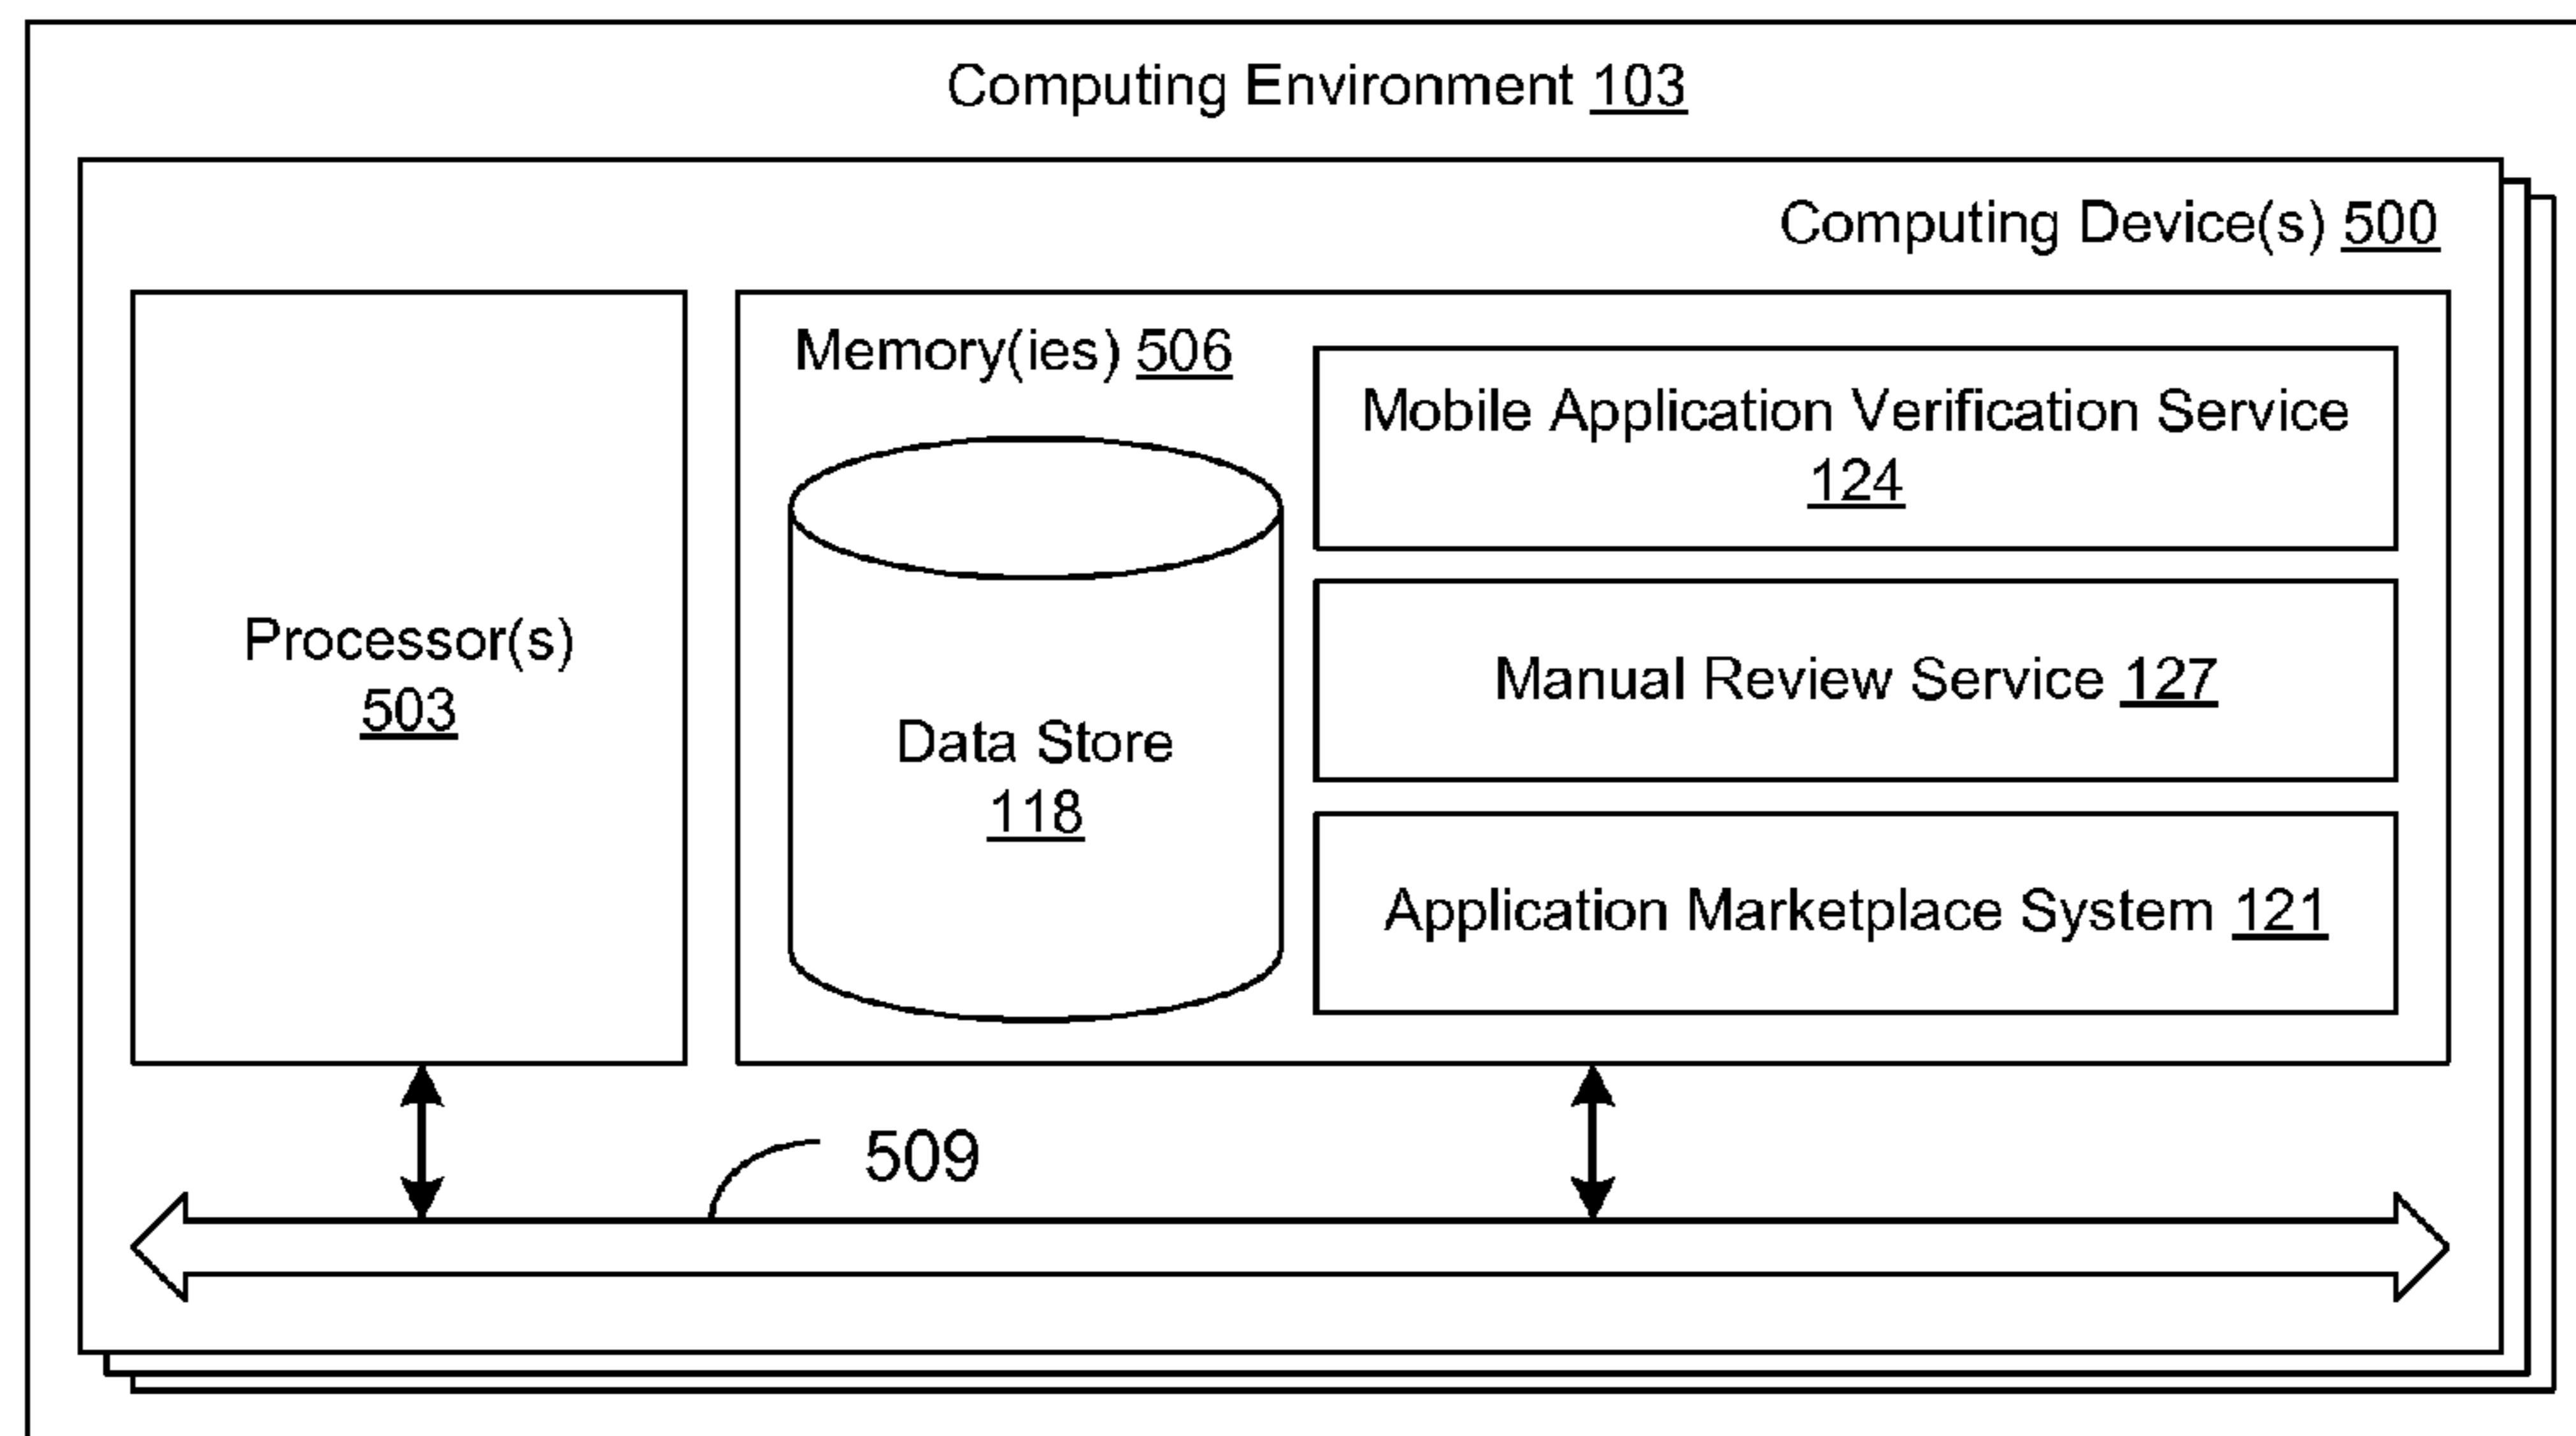 Computing Environment 103
Computing Device(s) 500
Processor(s)
503
Memory(ies) 506
Data Store
118
Mobile Application Verification Service
124
Manual Review Service 127
Application Marketplace System 121
509